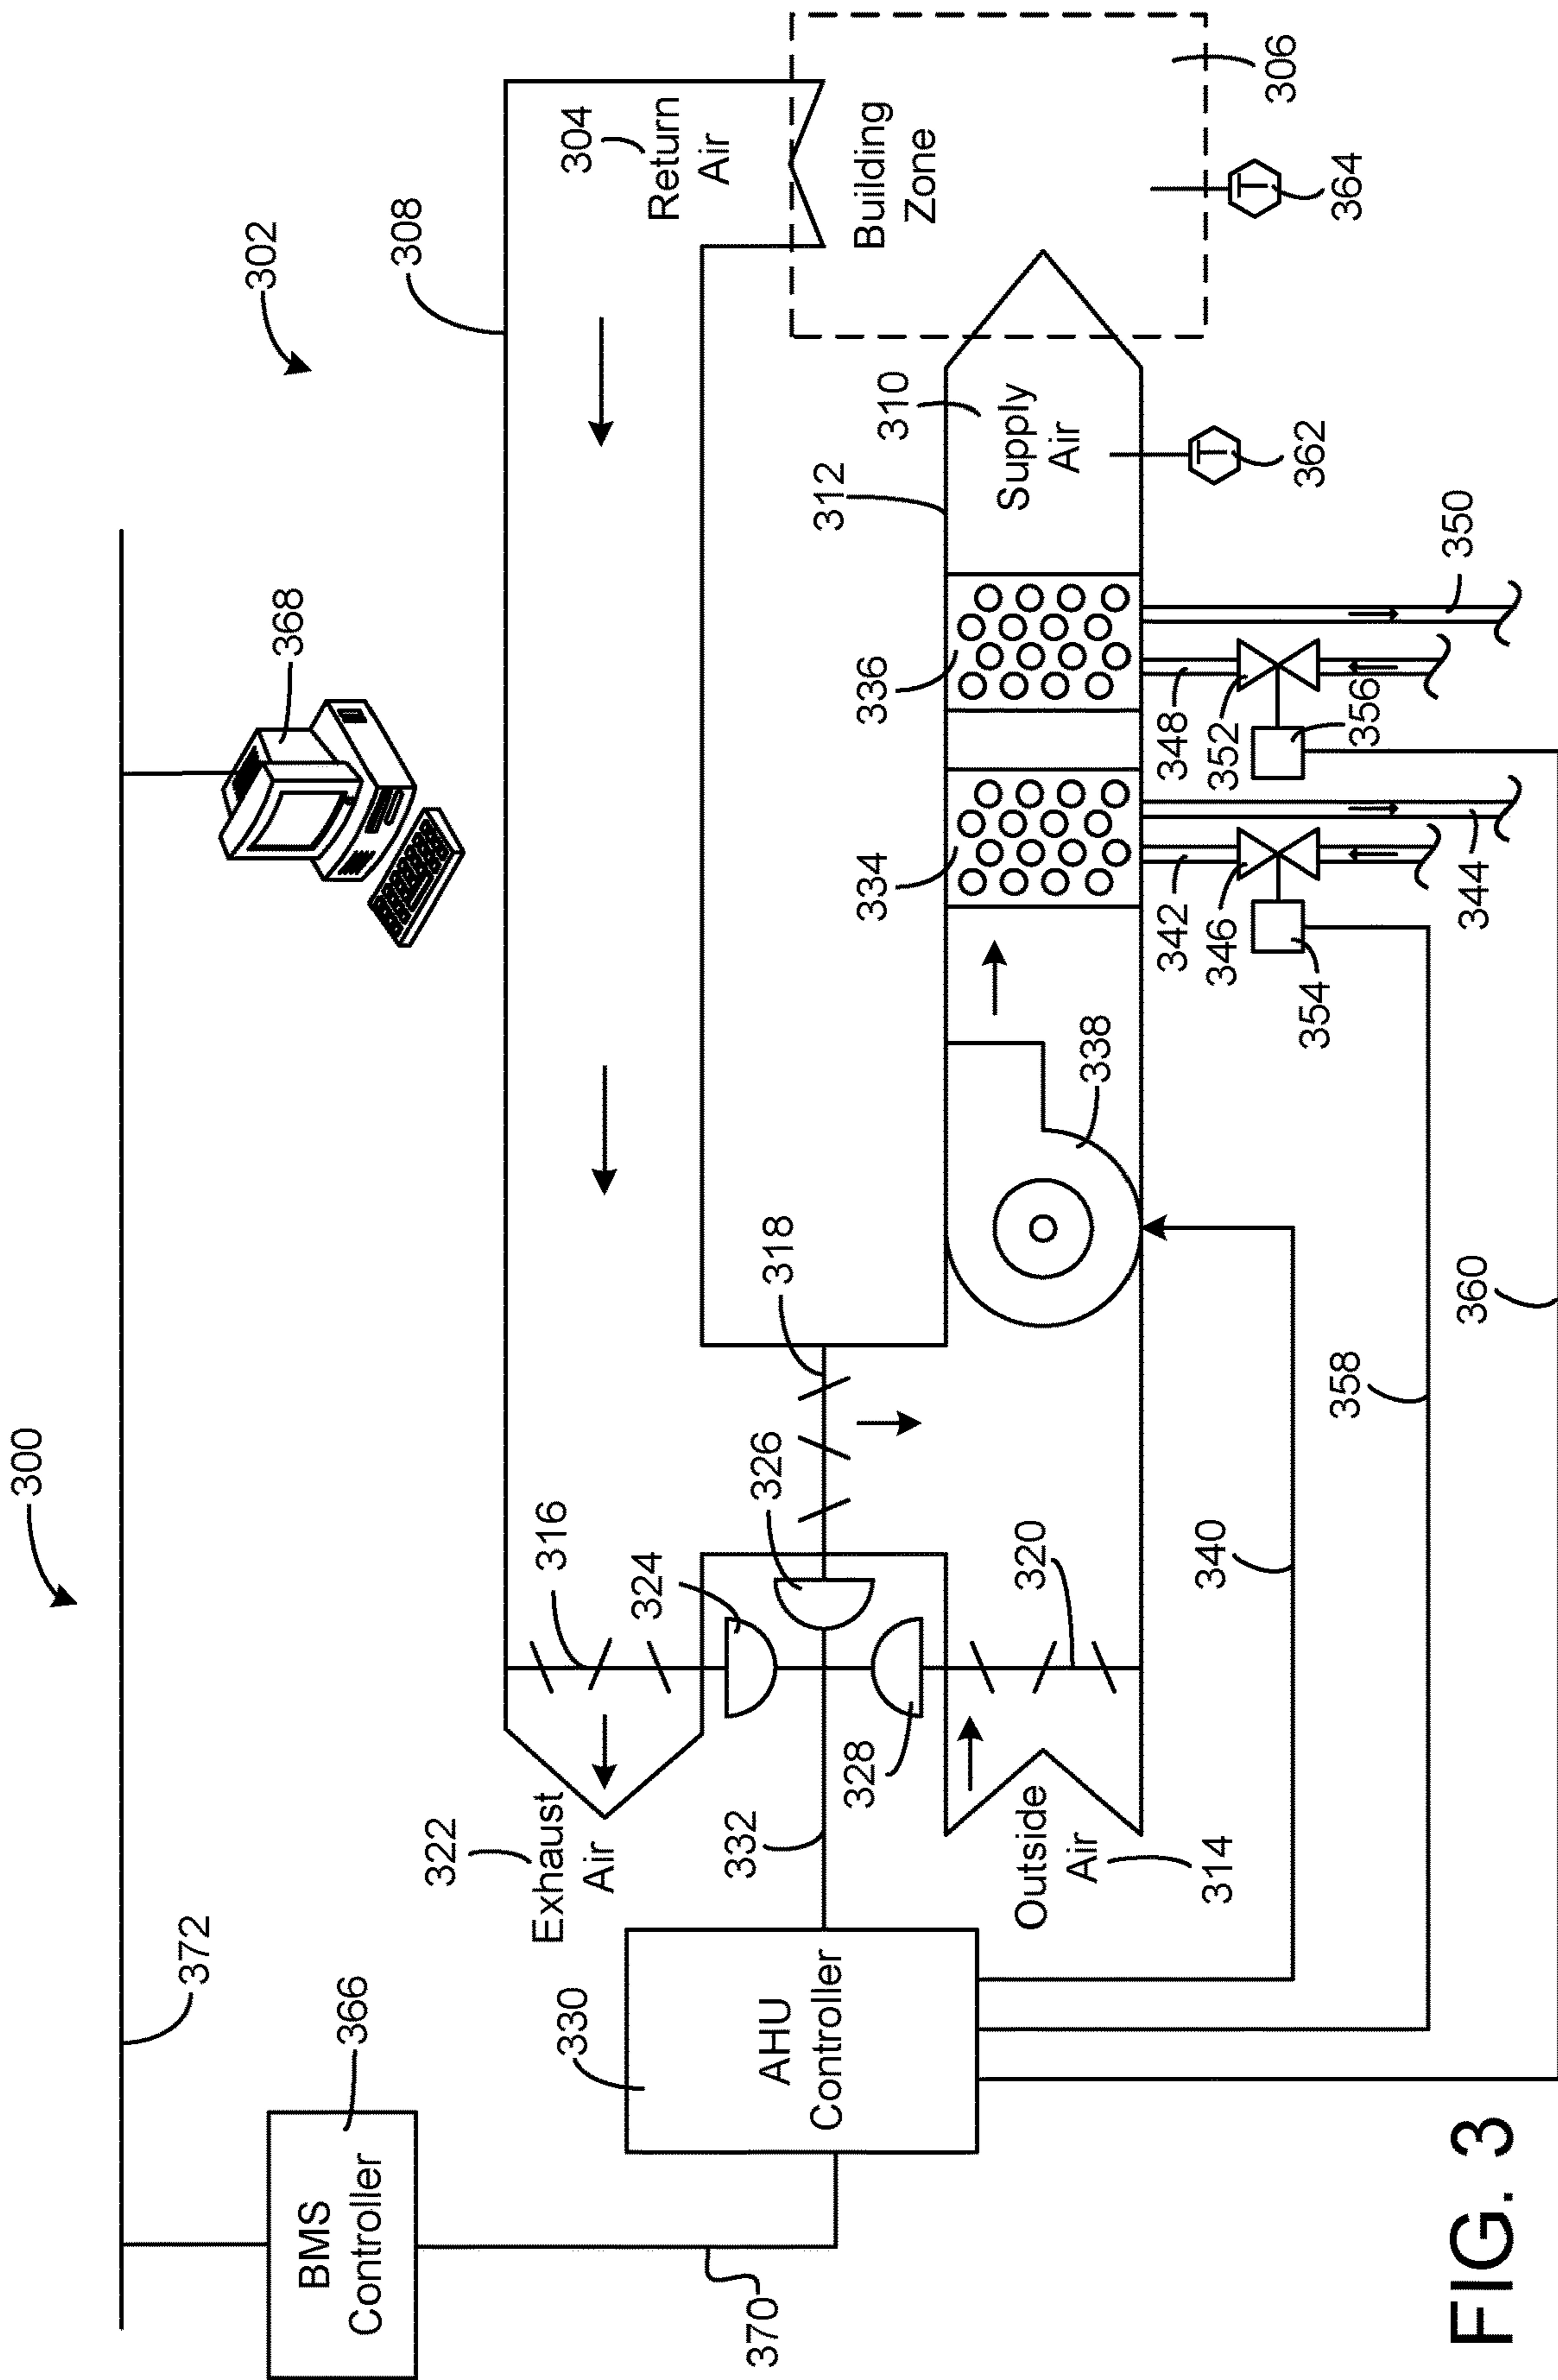 300
372
366
BMS
Controller
370
368
302
308
304
Return
Air
322
Exhaust
Air
316
324
326
318
Building
Zone
306
330
AHU
Controller
332
328
334
336
312
310
Supply
Air
Outside
Air
314
320
338
342
346
354
348
352
356
T
362
T
364
340
358
344
350
360
FIG. 3